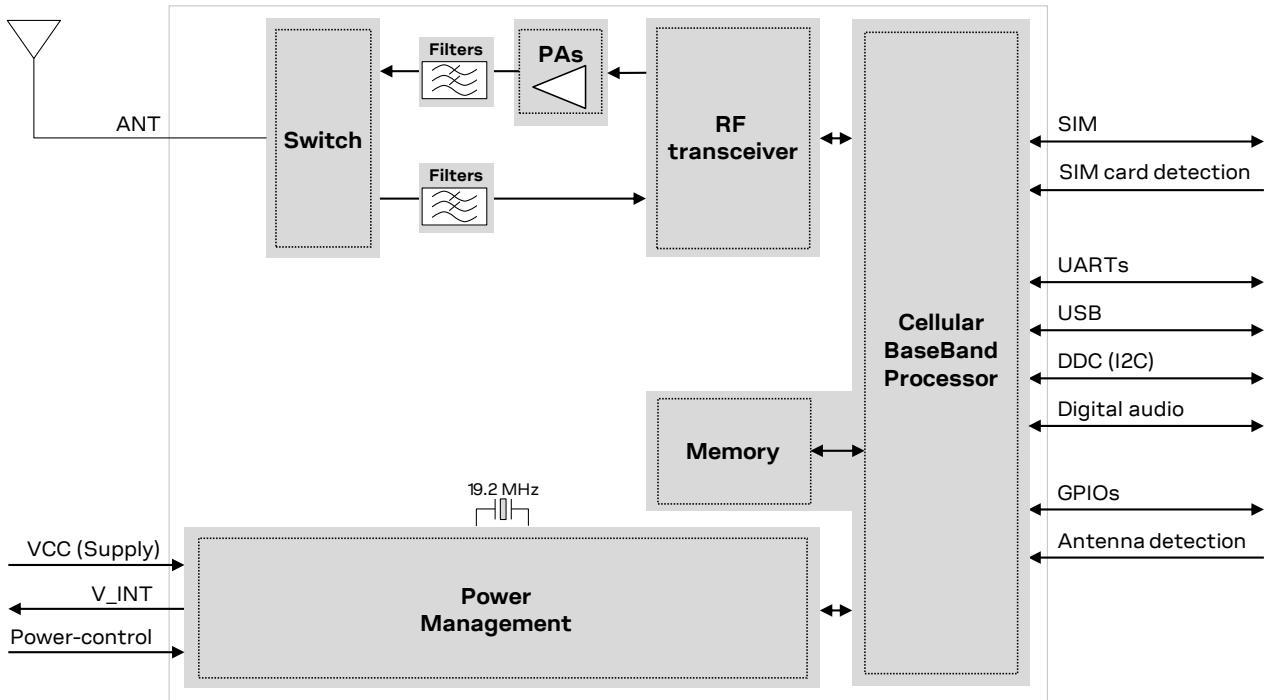 Filters
PAs
ANT
Switch
RF
transceiver
SIM
Filters
SIM card detection
UARTs
Cellular
BaseBand
Processor
USB
DDC (I2C)
Digital audio
Memory
19.2 MHz
GPIOs
VCC (Supply)
Antenna detection
V_INT
Power
Management
Power-control